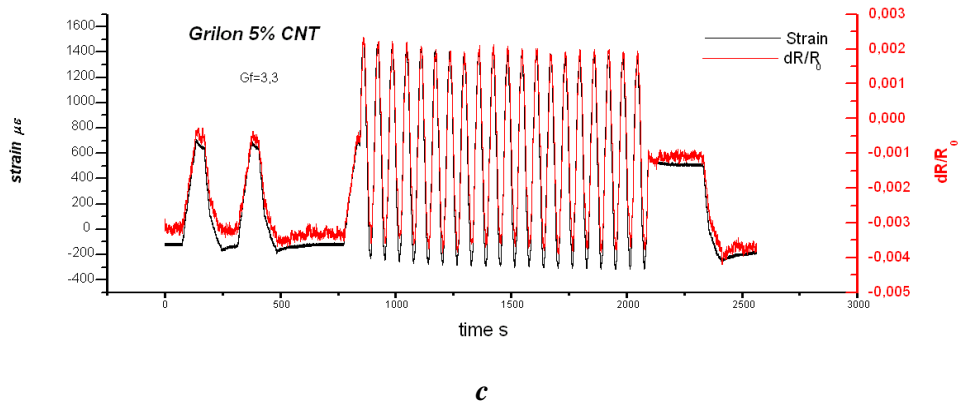 Grilon 5% CNT
Gf=3,3
Strain
dR/R0
strain με
1600
1400
1200
1000
800
600
400
200
0
-200
-400
0,003
0,002
0,001
0,000
-0,001
-0,002
-0,003
-0,004
-0,005
dR/R0
0 500 1000 1500 2000 2500 3000
time s
c